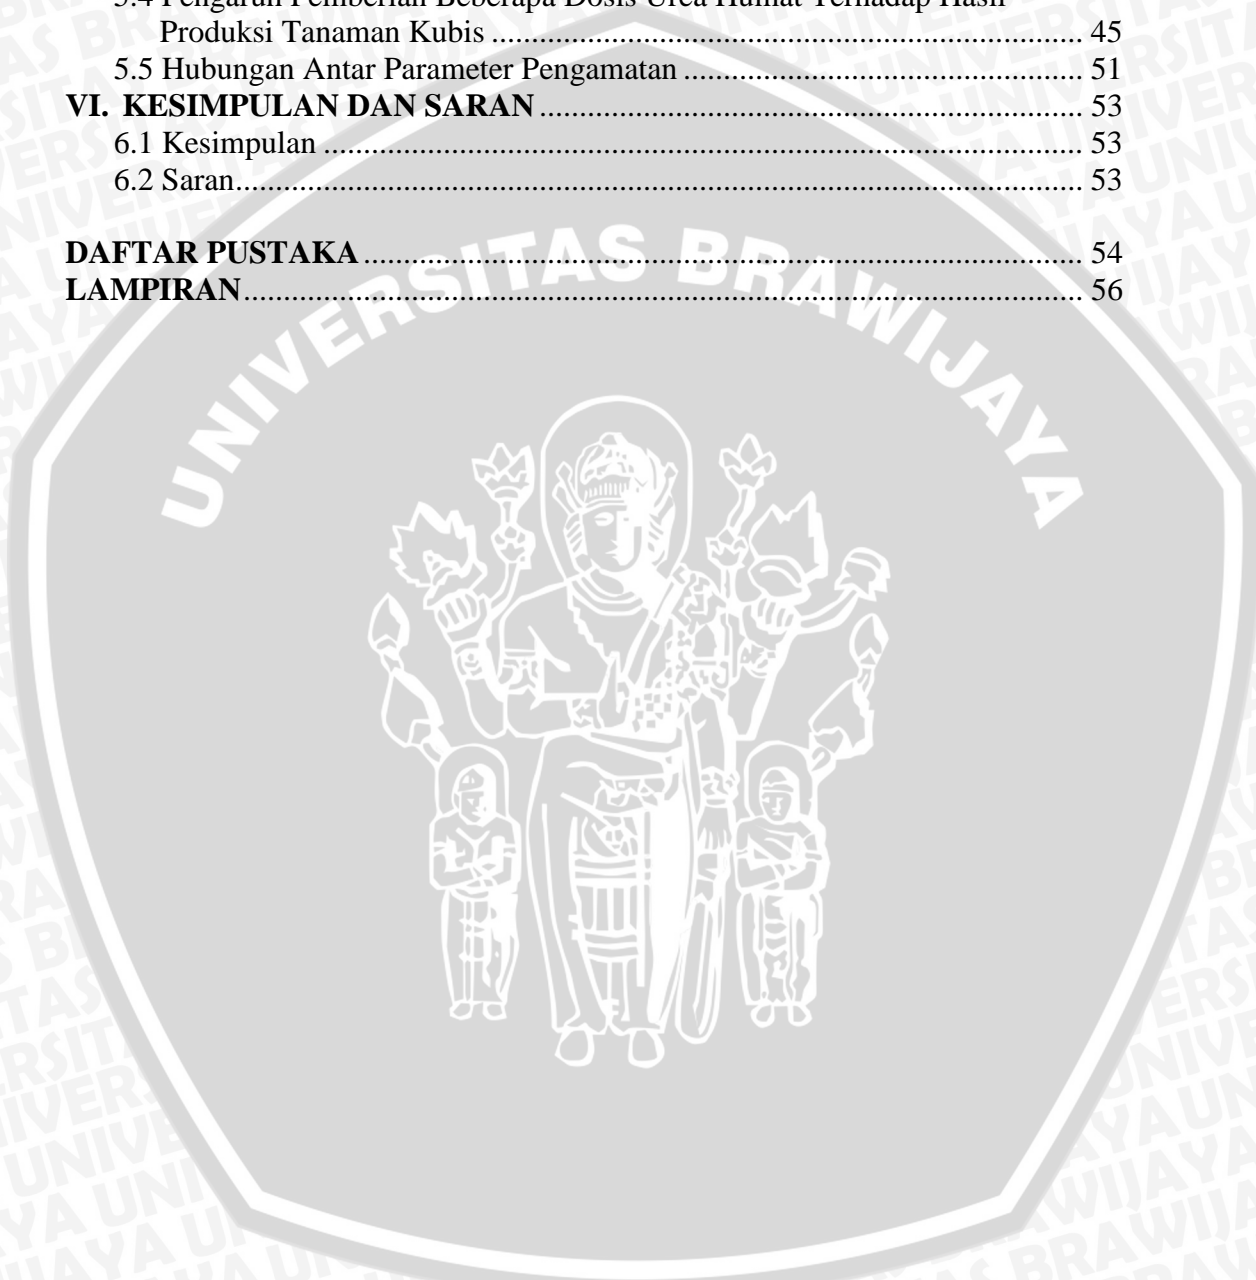 5.4 Pengaruh Pemberian Beberapa Dosis Urea Humat Terhadap Hasil
Produksi Tanaman Kubis ........................................................................... 45
5.5 Hubungan Antar Parameter Pengamatan .................................................. 51
VI. KESIMPULAN DAN SARAN .................................................................... 53
6.1 Kesimpulan ............................................................................................... 53
6.2 Saran.......................................................................................................... 53
DAFTAR PUSTAKA .......................................................................................... 54
LAMPIRAN......................................................................................................... 56
UNIVERSITAS BRAWIJAYA